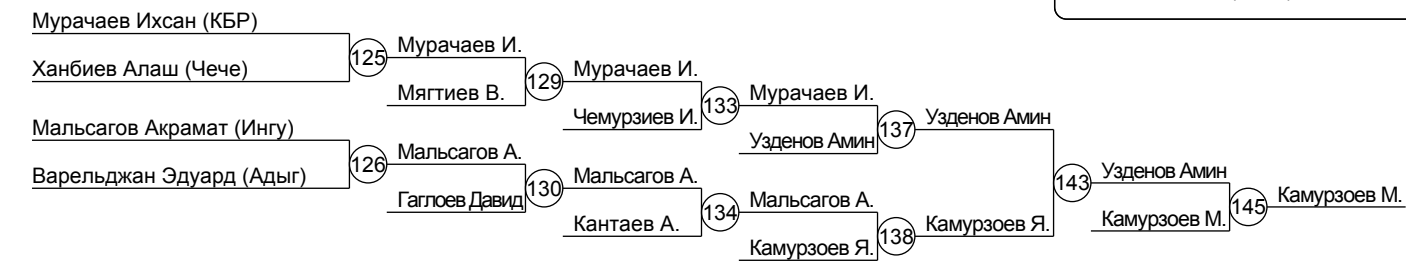 Мурачаев Ихсан (КБР)
Ханбиев Алаш (Чече)
125
Мурачаев И.
Мягтиев В.
129
Мурачаев И.
Чемурзиев И.
133
Мурачаев И.
Узденов Амин
137
Узденов Амин
Мальсагов Акрамат (Ингу)
Варельджан Эдуард (Адыг)
126
Мальсагов А.
Гаглоев Давид
130
Мальсагов А.
Кантаев А.
134
Мальсагов А.
Камурзоев Я.
138
Камурзоев Я.
143
Узденов Амин
Камурзоев М.
145
Камурзоев М.